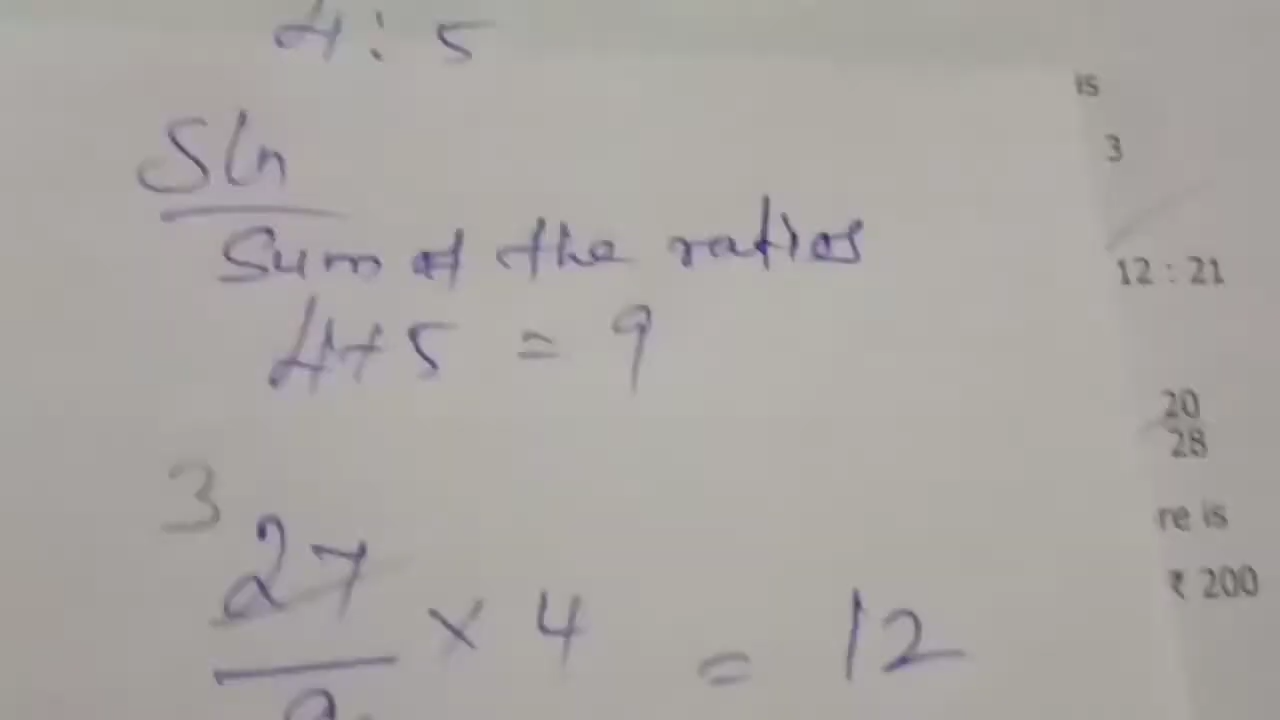 4 : 5
Sln
Sum of the ratios
4+5 = 9
3
27
× 4 = 12
9
is
3
12 : 21
20
28
re is
₹ 200